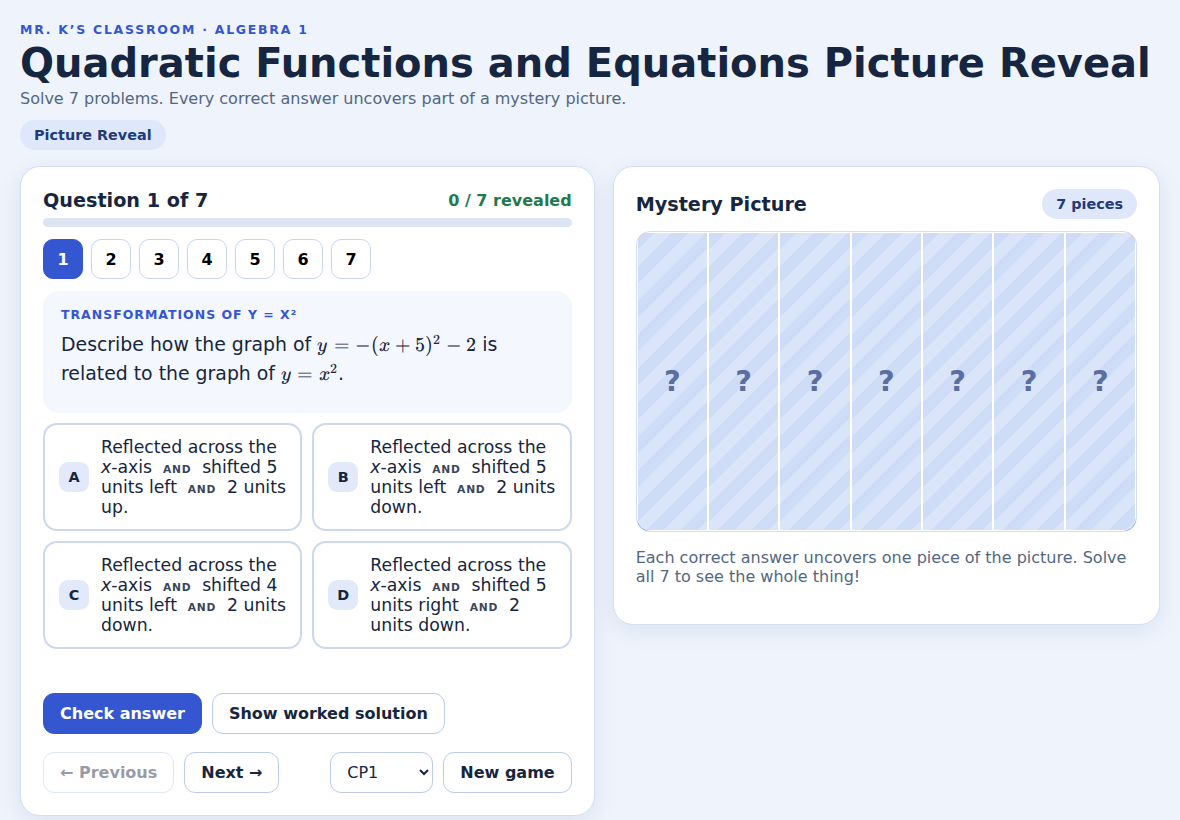 MR. K'S CLASSROOM · ALGEBRA 1
Quadratic Functions and Equations Picture Reveal
Solve 7 problems. Every correct answer uncovers part of a mystery picture.
Picture Reveal
Question 1 of 7
0 / 7 revealed
1 2 3 4 5 6 7
TRANSFORMATIONS OF Y = X²
Describe how the graph of y = −(x + 5)² − 2 is
related to the graph of y = x².
A
Reflected across the
x-axis AND shifted 5
units left AND 2 units
up.
B
Reflected across the
x-axis AND shifted 5
units left AND 2 units
down.
C
Reflected across the
x-axis AND shifted 4
units left AND 2 units
down.
D
Reflected across the
x-axis AND shifted 5
units right AND 2
units down.
Check answer
Show worked solution
← Previous
Next →
CP1
New game
Mystery Picture
7 pieces
? ? ? ? ? ? ?
Each correct answer uncovers one piece of the picture. Solve
all 7 to see the whole thing!